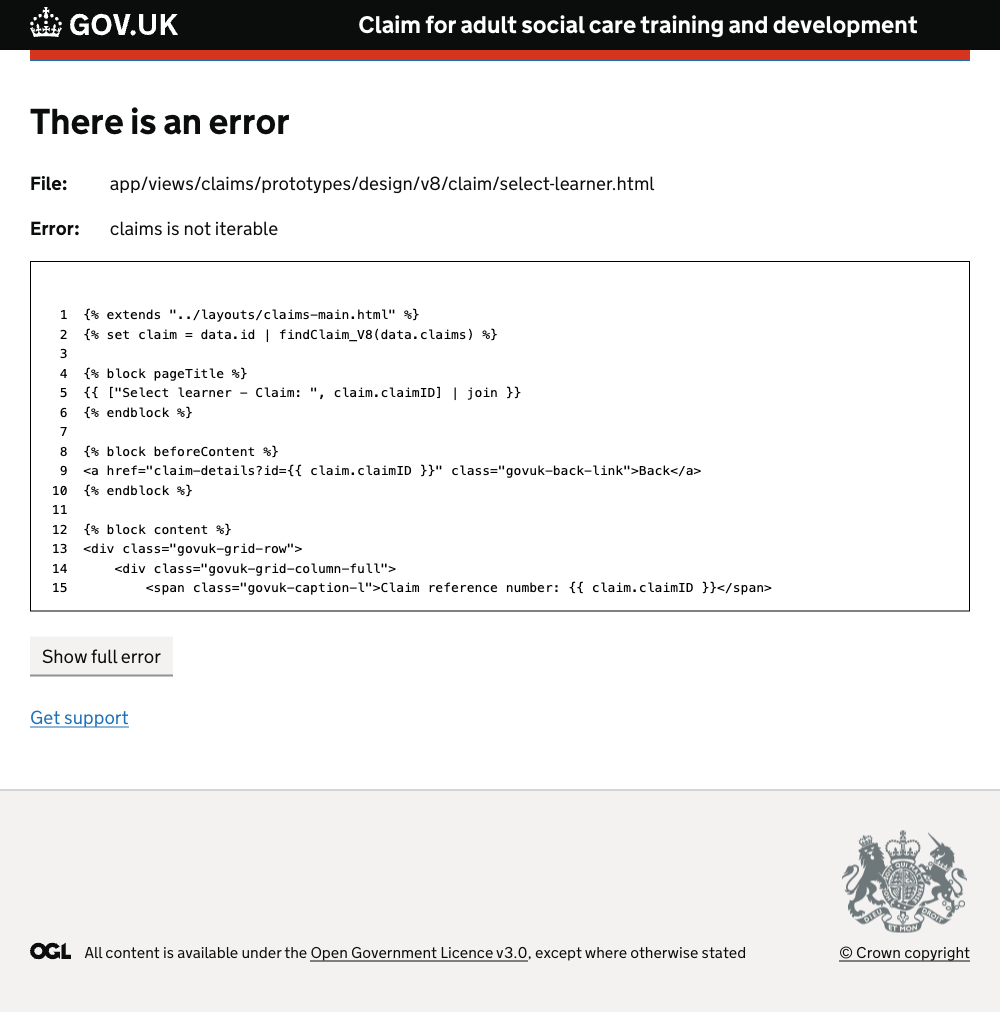 GOV.UK
Claim for adult social care training and development
There is an error
File: app/views/claims/prototypes/design/v8/claim/select-learner.html
Error: claims is not iterable
1 {% extends "../layouts/claims-main.html" %}
2 {% set claim = data.id | findClaim_V8(data.claims) %}
3
4 {% block pageTitle %}
5 {{ ["Select learner - Claim: ", claim.claimID] | join }}
6 {% endblock %}
7
8 {% block beforeContent %}
9 <a href="claim-details?id={{ claim.claimID }}" class="govuk-back-link">Back</a>
10 {% endblock %}
11
12 {% block content %}
13 <div class="govuk-grid-row">
14     <div class="govuk-grid-column-full">
15         <span class="govuk-caption-l">Claim reference number: {{ claim.claimID }}</span>
Show full error
Get support
OGL All content is available under the Open Government Licence v3.0, except where otherwise stated
© Crown copyright